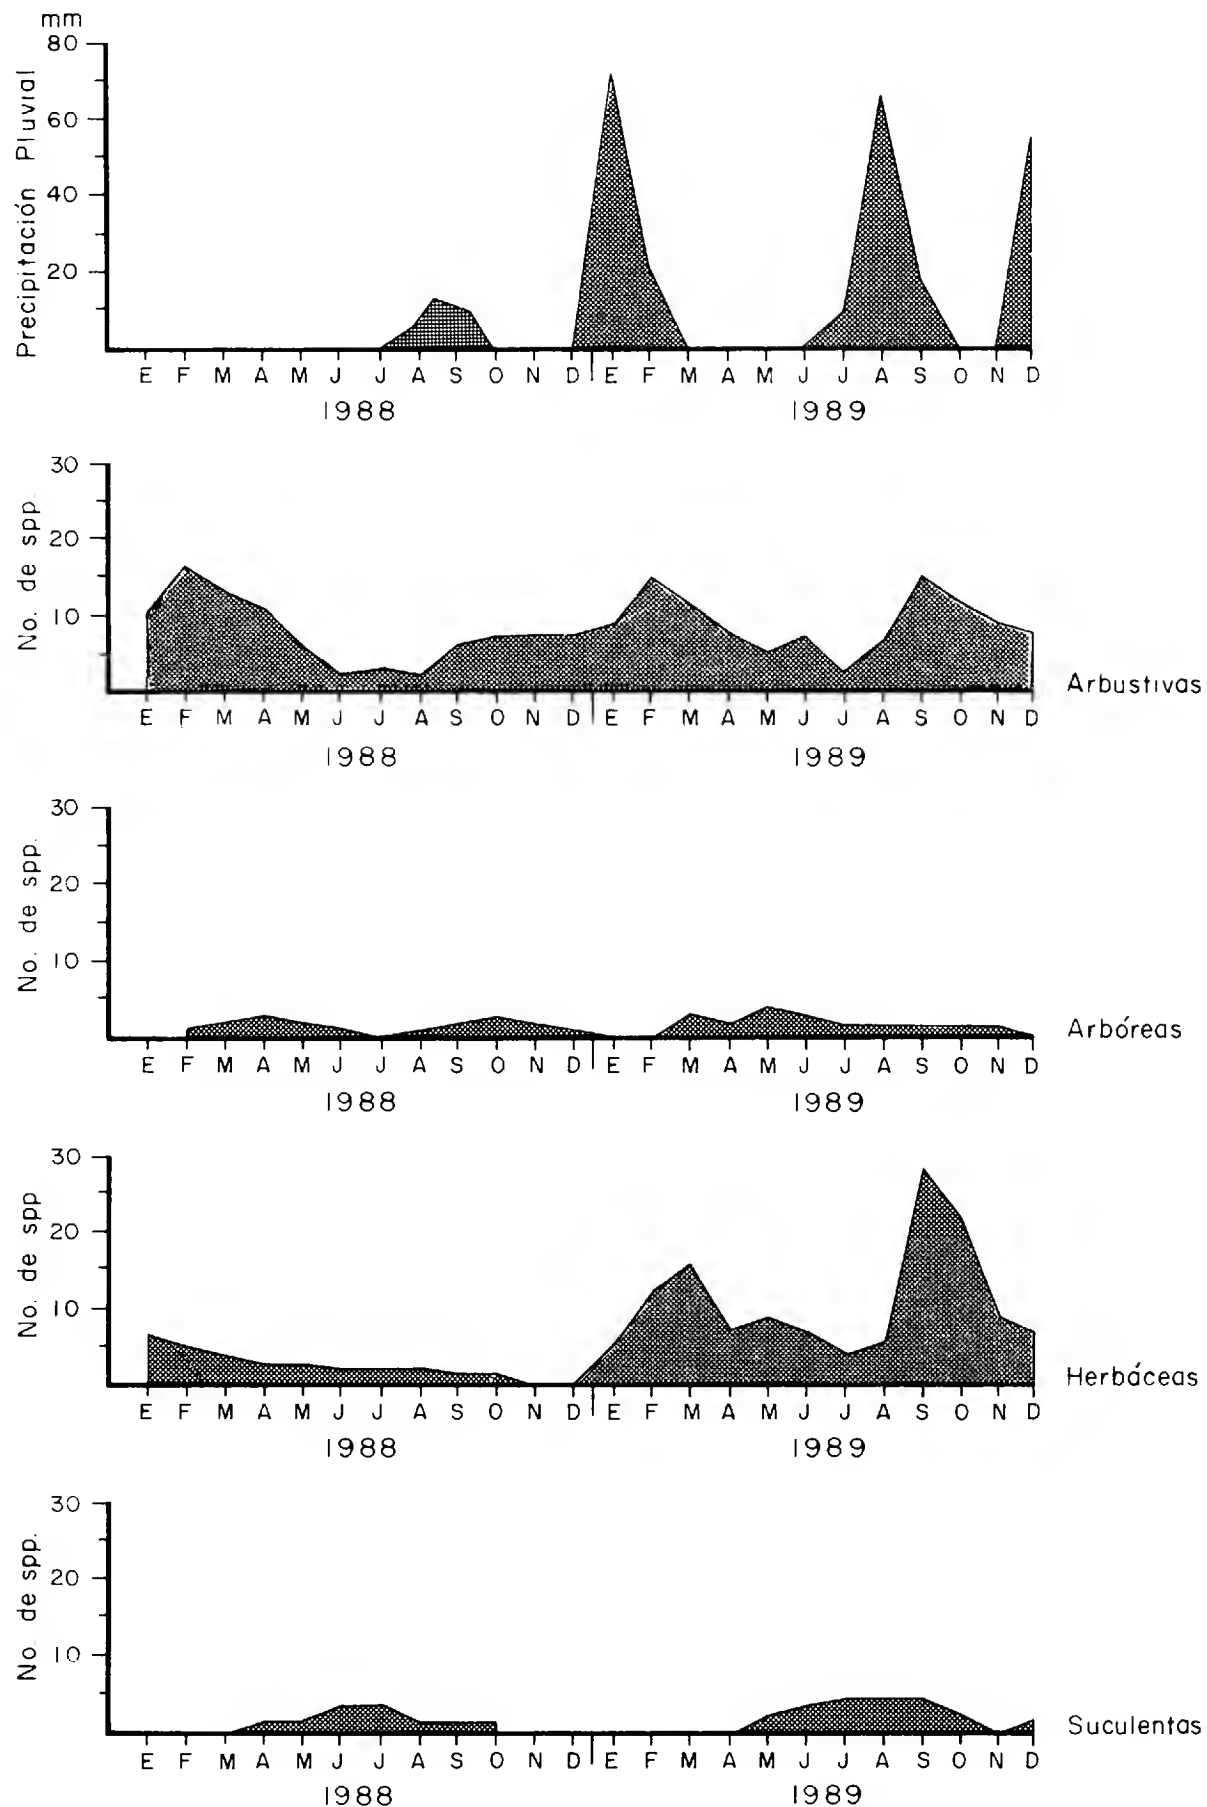 mm
80
60
40
20
Precipitación Pluvial
E F M A M J J A S O N D E F M A M J J A S O N D
1988 1989
30
20
10
No. de spp.
Arbustivas
E F M A M J J A S O N D E F M A M J J A S O N D
1988 1989
30
20
10
No. de spp.
Arbóreas
E F M A M J J A S O N D E F M A M J J A S O N D
1988 1989
30
20
10
No. de spp
Herbáceas
E F M A M J J A S O N D E F M A M J J A S O N D
1988 1989
30
20
10
No. de spp.
Suculentas
E F M A M J J A S O N D E F M A M J J A S O N D
1988 1989